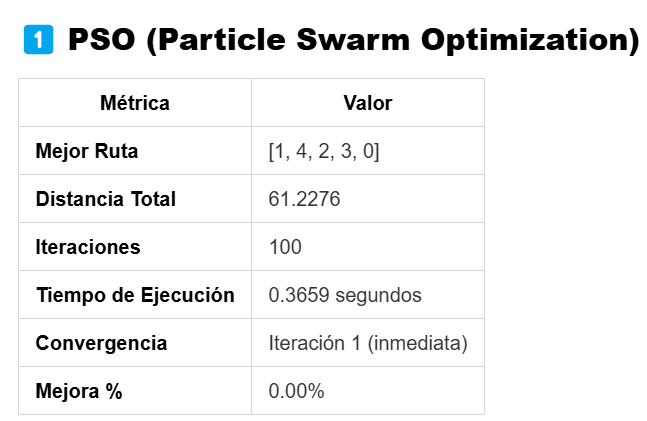 1 PSO (Particle Swarm Optimization)
Métrica Valor
Mejor Ruta [1, 4, 2, 3, 0]
Distancia Total 61.2276
Iteraciones 100
Tiempo de Ejecución 0.3659 segundos
Convergencia Iteración 1 (inmediata)
Mejora % 0.00%